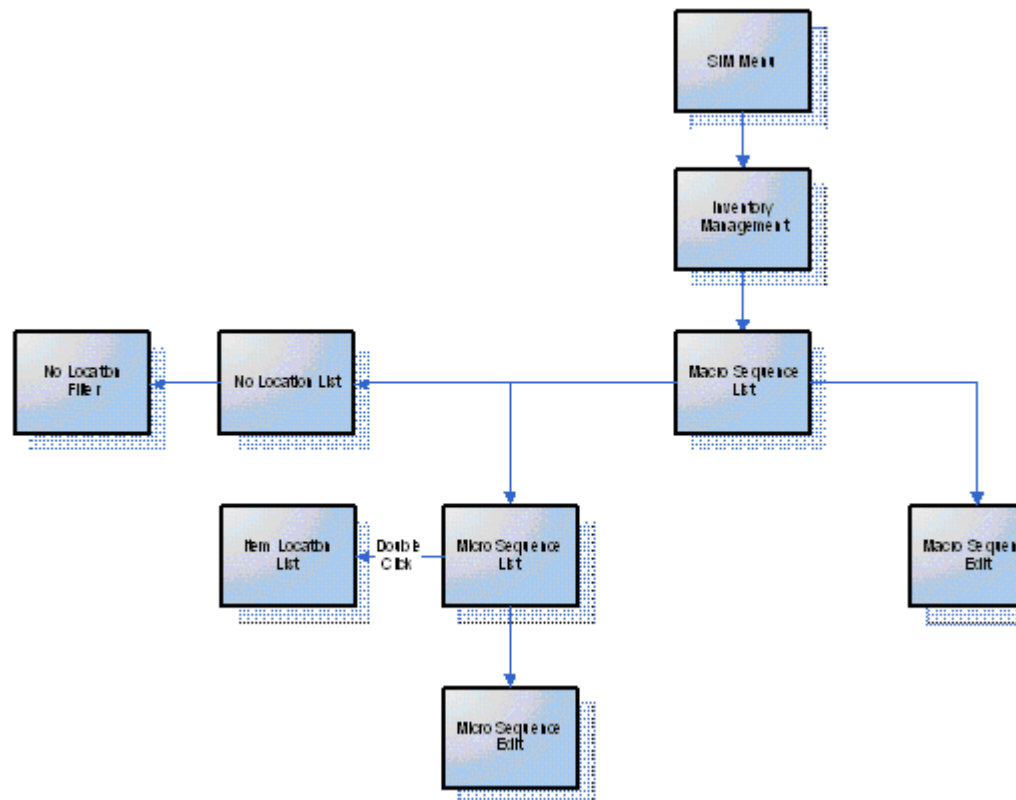 SIM Menu
Inventory
Management
Macro Sequence
List
No Location List
No Location
Filter
Double
Click
Item Location
List
Micro Sequence
List
Macro Sequenc
Edit
Micro Sequence
Edit